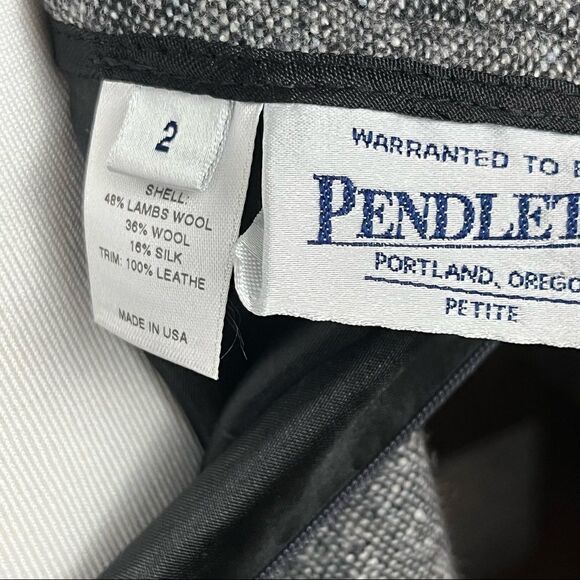 2
SHELL:
48% LAMBS WOOL
36% WOOL
16% SILK
TRIM: 100% LEATHE
MADE IN USA
WARRANTED TO B
PENDLET
PORTLAND, OREGO
PETITE